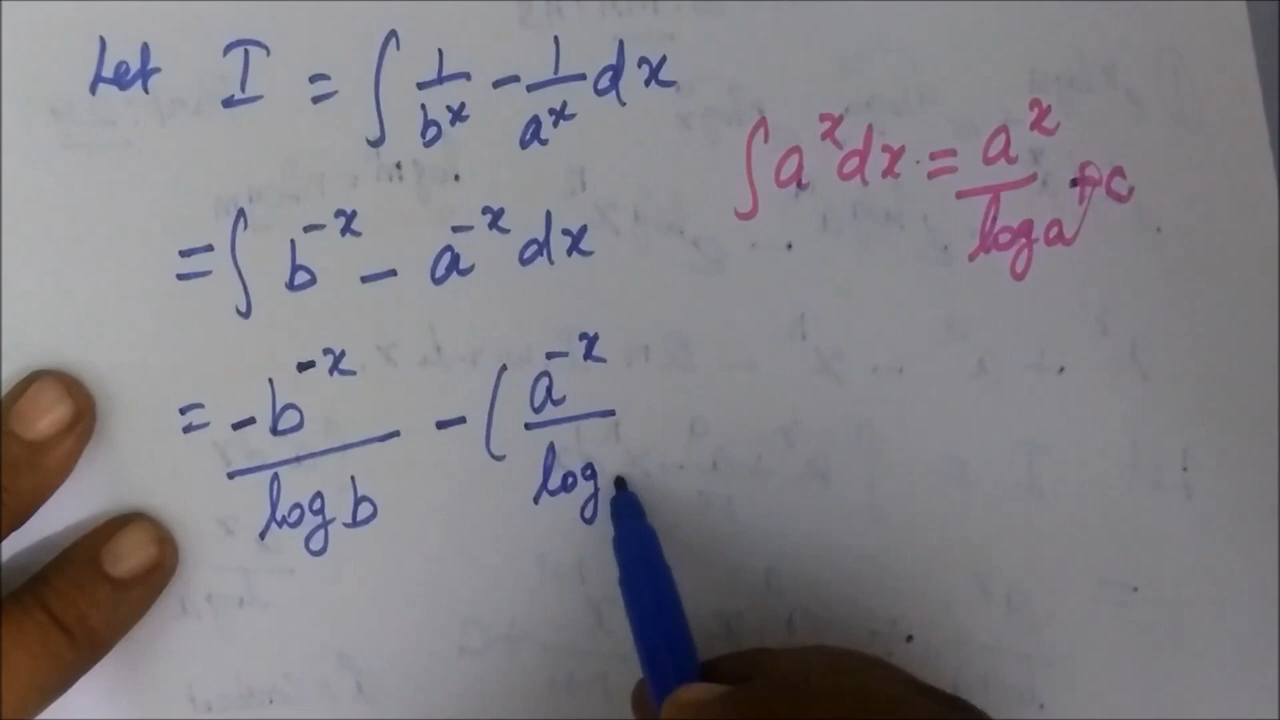 Let I = ∫ 1/b^x - 1/a^x dx
∫ a^x dx = a^x/log a + c
= ∫ b^-x - a^-x dx
= -b^-x/log b - (a^-x/log